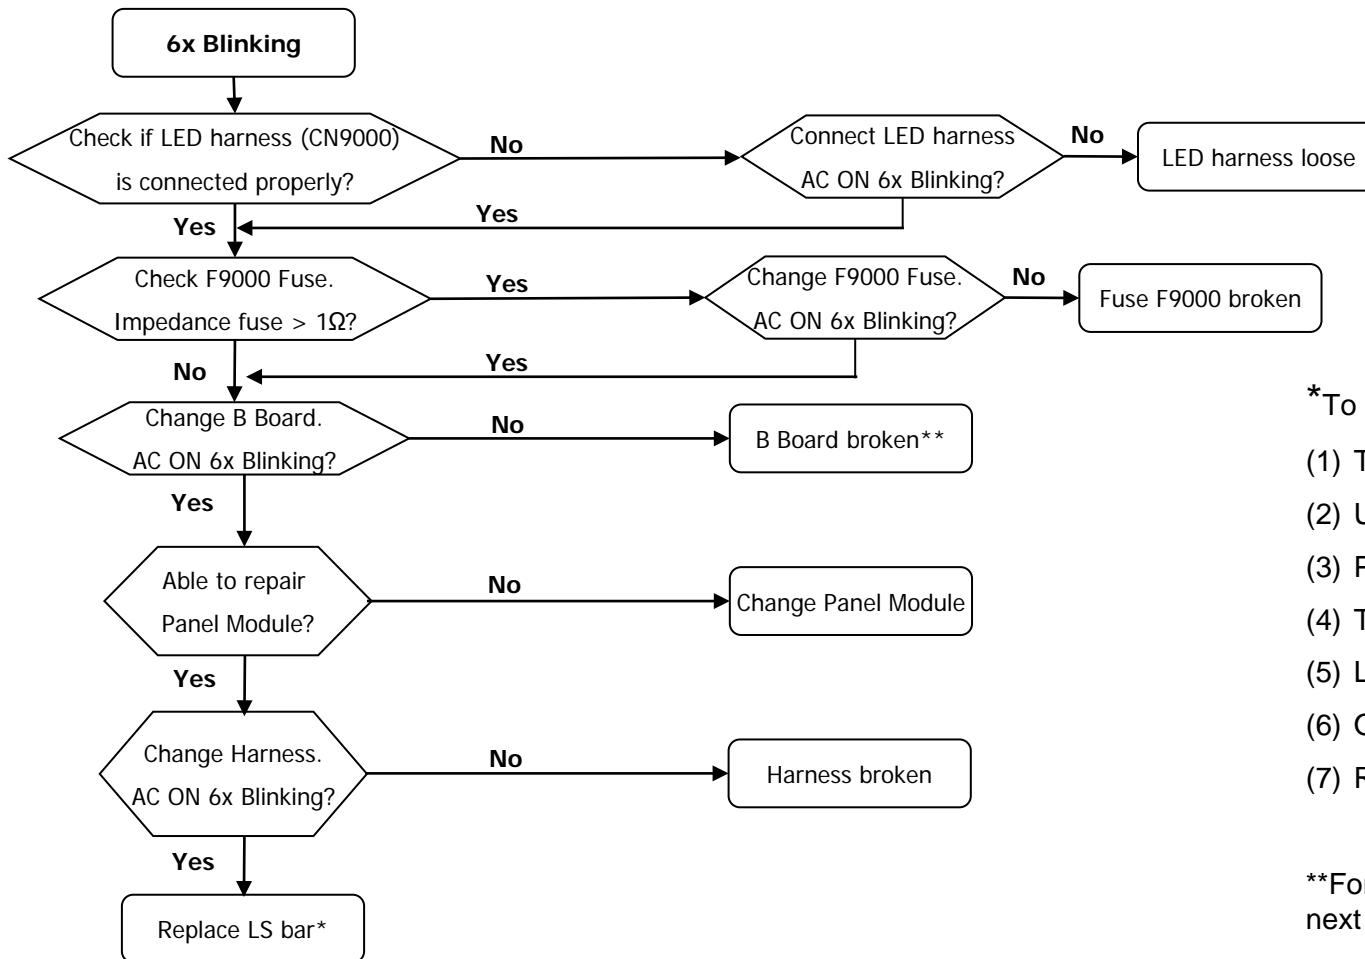 6x Blinking
Check if LED harness (CN9000)
is connected properly?
No
Connect LED harness
AC ON 6x Blinking?
No
LED harness loose
Yes
Yes
Check F9000 Fuse.
Impedance fuse > 1Ω?
Yes
Change F9000 Fuse.
AC ON 6x Blinking?
No
Fuse F9000 broken
No
Yes
Change B Board.
AC ON 6x Blinking?
No
B Board broken**
Yes
Able to repair
Panel Module?
No
Change Panel Module
Yes
Change Harness.
AC ON 6x Blinking?
No
Harness broken
Yes
Replace LS bar*
*To
(1)
(2)
(3)
(4)
(5)
(6)
(7)
next